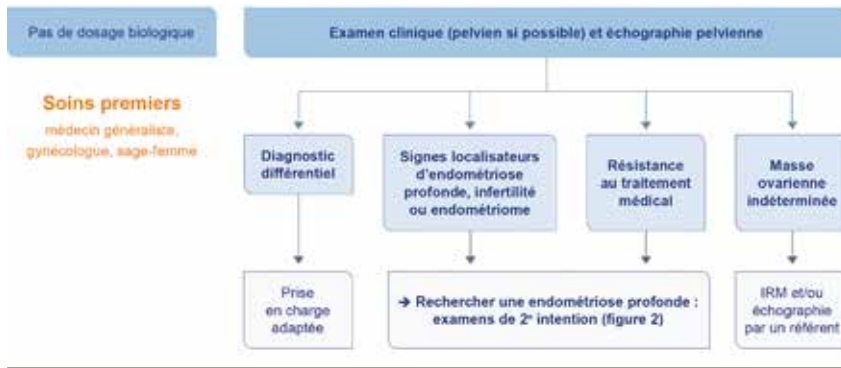 Pas de dosage biologique
Examen clinique (pelvien si possible) et échographie pelvienne
Soins premiers
médecin généraliste,
gynécologue, sage-femme
Diagnostic
différentiel
Signes localisateurs
d'endométriose
profonde, infertilité
ou endométriome
Résistance
au traitement
médical
Masse
ovarienne
indéterminée
Prise
en charge
adaptée
➔ Rechercher une endométriose profonde :
examens de 2e intention (figure 2)
IRM et/ou
échographie
par un référent